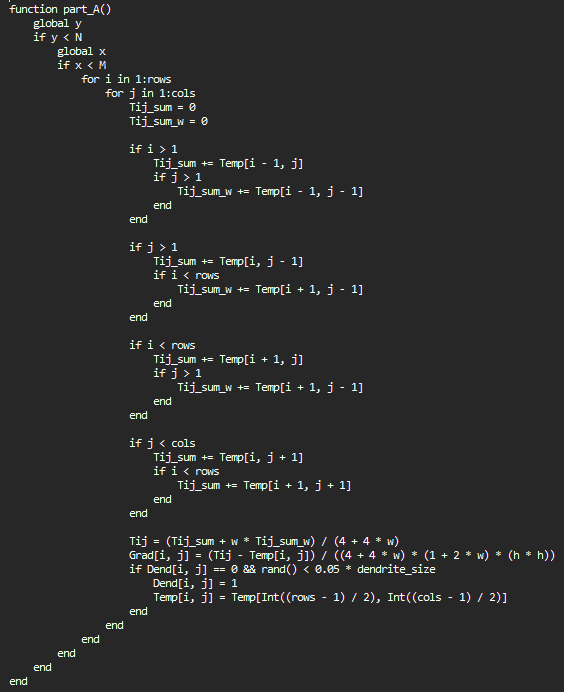 function part_A()
    global y
    if y < N
        global x
        if x < M
            for i in 1:rows
                for j in 1:cols
                    Tij_sum = 0
                    Tij_sum_w = 0

                    if i > 1
                        Tij_sum += Temp[i - 1, j]
                        if j > 1
                            Tij_sum_w += Temp[i - 1, j - 1]
                        end
                    end

                    if j > 1
                        Tij_sum += Temp[i, j - 1]
                        if i < rows
                            Tij_sum_w += Temp[i + 1, j - 1]
                        end
                    end

                    if i < rows
                        Tij_sum += Temp[i + 1, j]
                        if j > 1
                            Tij_sum_w += Temp[i + 1, j - 1]
                        end
                    end

                    if j < cols
                        Tij_sum += Temp[i, j + 1]
                        if i < rows
                            Tij_sum += Temp[i + 1, j + 1]
                        end
                    end

                    Tij = (Tij_sum + w * Tij_sum_w) / (4 + 4 * w)
                    Grad[i, j] = (Tij - Temp[i, j]) / ((4 + 4 * w) * (1 + 2 * w) * (h * h))
                    if Dend[i, j] == 0 && rand() < 0.05 * dendrite_size
                        Dend[i, j] = 1
                        Temp[i, j] = Temp[Int((rows - 1) / 2), Int((cols - 1) / 2)]
                    end
                end
            end
        end
    end
end